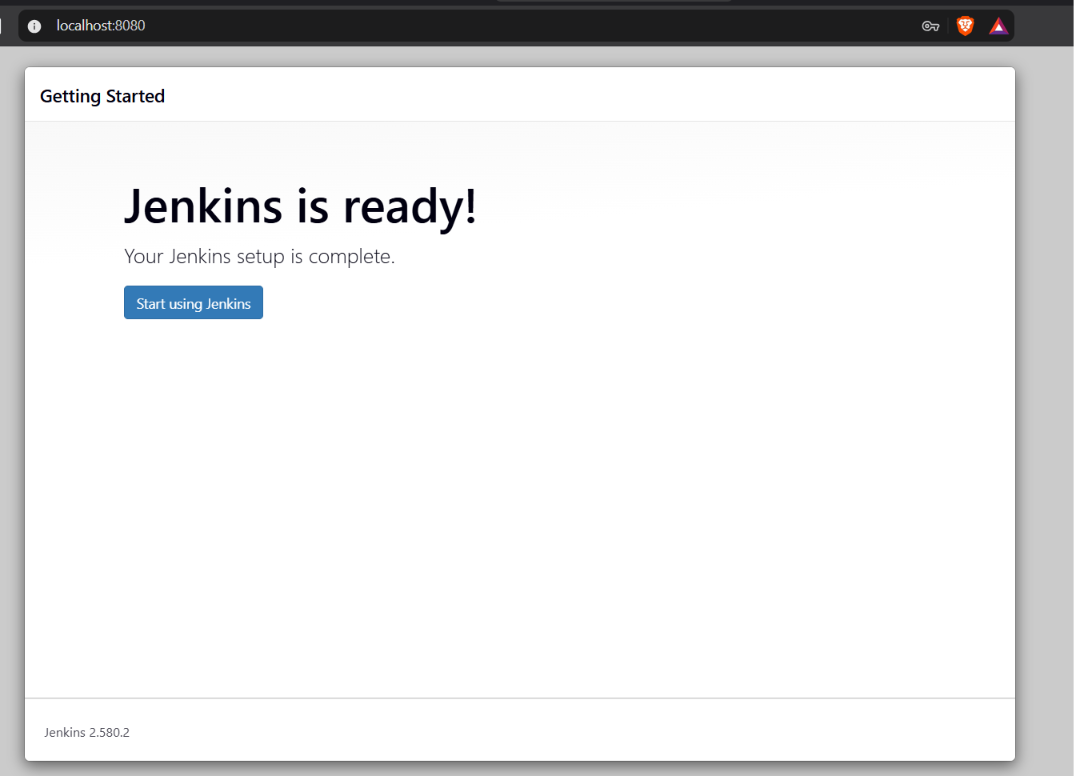 localhost:8080
Getting Started
Jenkins is ready!
Your Jenkins setup is complete.
Start using Jenkins
Jenkins 2.580.2